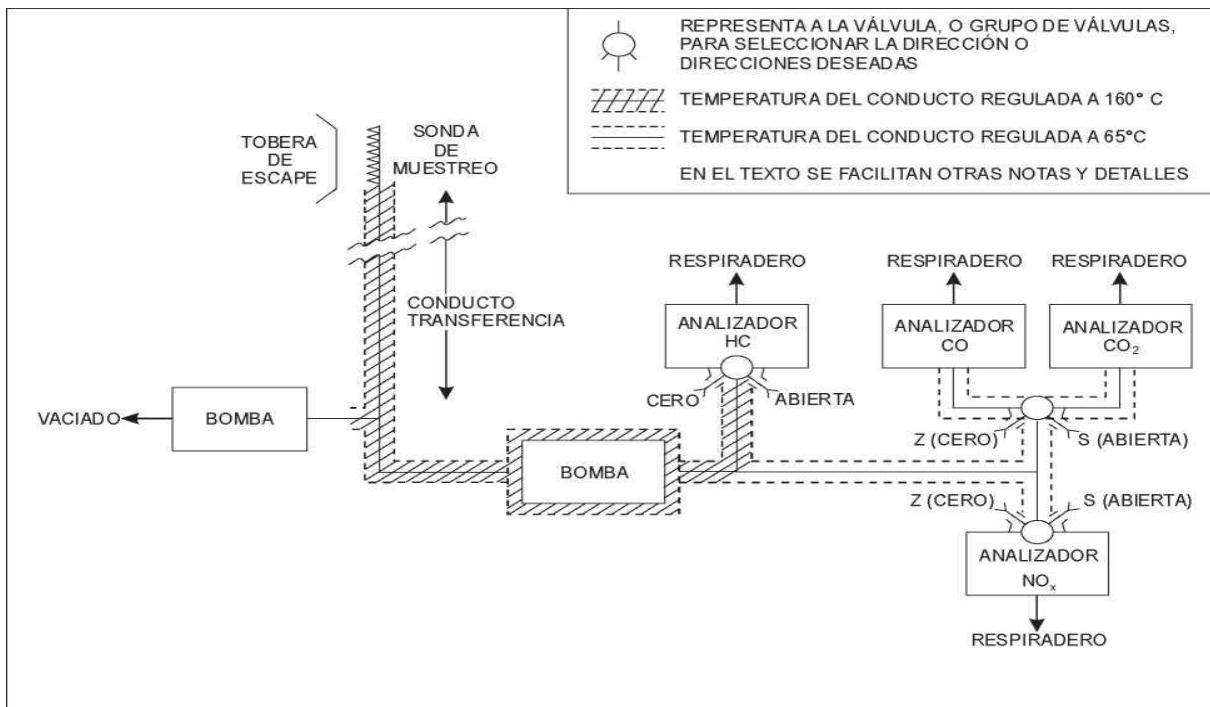 REPRESENTA A LA VÁLVULA, O GRUPO DE VÁLVULAS,
PARA SELECCIONAR LA DIRECCIÓN O
DIRECCIONES DESEADAS
TEMPERATURA DEL CONDUCTO REGULADA A 160° C
TEMPERATURA DEL CONDUCTO REGULADA A 65°C
EN EL TEXTO SE FACILITAN OTRAS NOTAS Y DETALLES
TOBERA
DE
ESCAPE
SONDA
DE
MUESTREO
CONDUCTO
TRANSFERENCIA
RESPIRADERO
RESPIRADERO
RESPIRADERO
ANALIZADOR
HC
ANALIZADOR
CO
ANALIZADOR
CO₂
CERO
ABIERTA
VACIADO
BOMBA
Z (CERO)
S (ABIERTA)
BOMBA
Z (CERO)
S (ABIERTA)
ANALIZADOR
NOₓ
RESPIRADERO